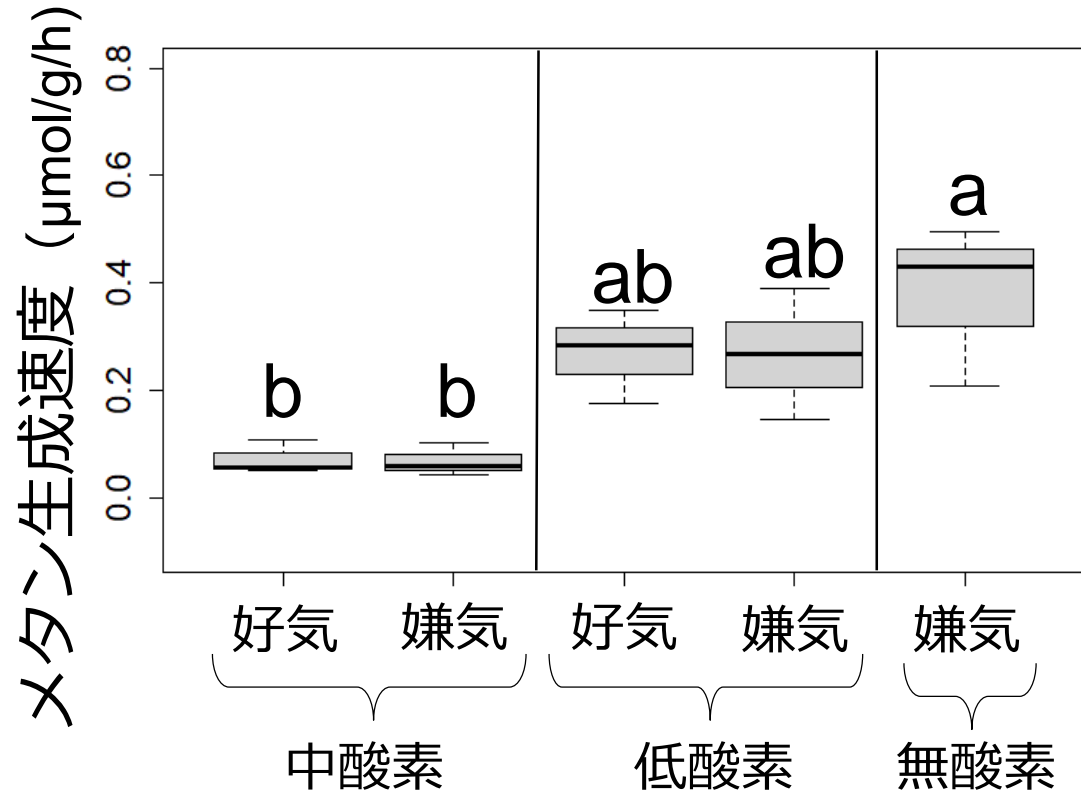 メタン生成速度（μmol/g/h)
0.8
0.6
0.4
0.2
0.0
b
b
ab
ab
a
好気
嫌気
好気
嫌気
嫌気
中酸素
低酸素
無酸素